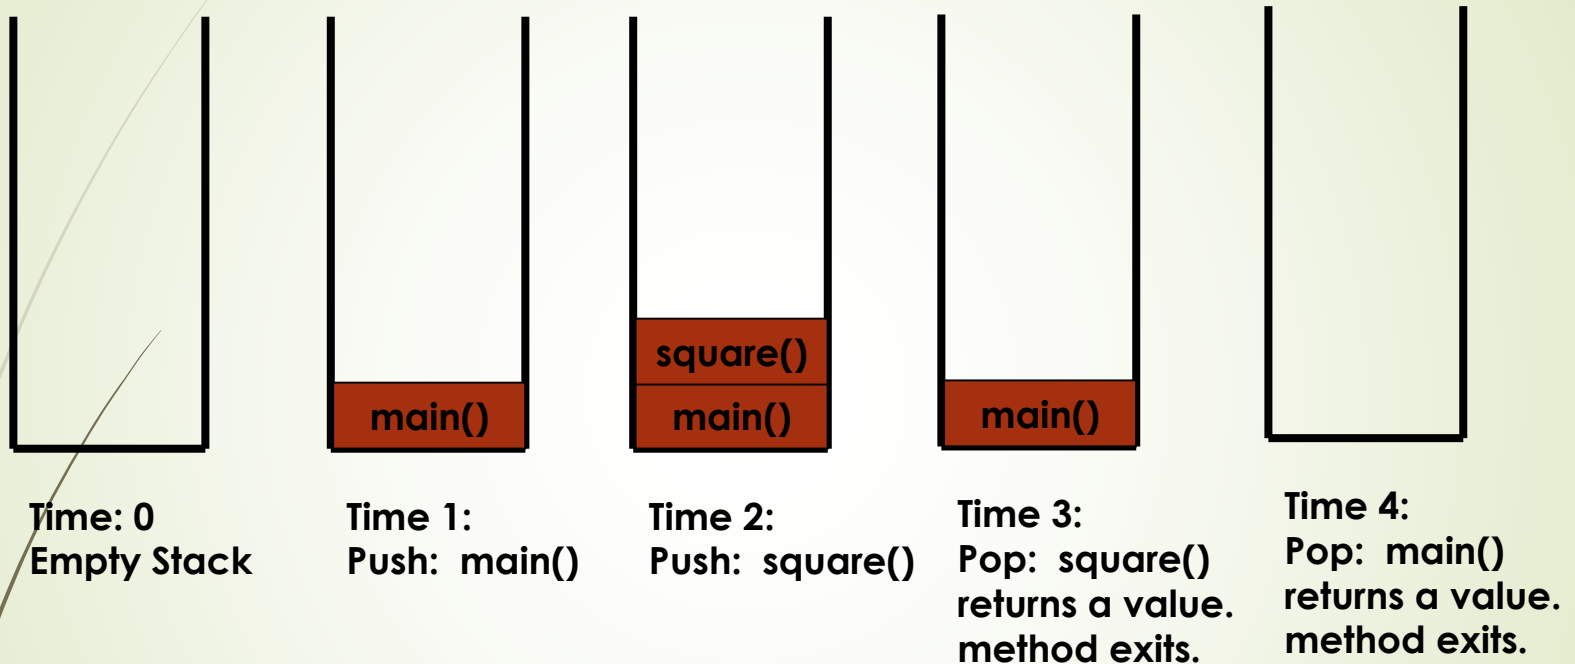 main()
square()
main()
main()
Time: 0
Empty Stack
Time 1:
Push: main()
Time 2:
Push: square()
Time 3:
Pop: square()
returns a value.
method exits.
Time 4:
Pop: main()
returns a value.
method exits.